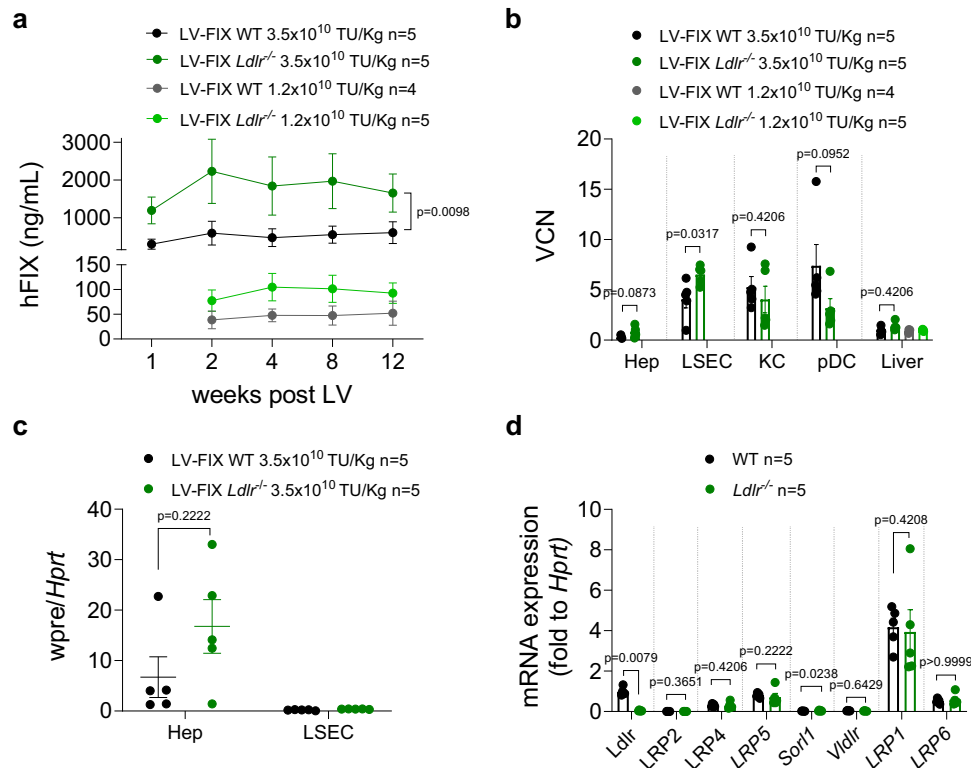 a
LV-FIX WT 3.5x10¹⁰ TU/Kg n=5
LV-FIX Ldlr⁻/⁻ 3.5x10¹⁰ TU/Kg n=5
LV-FIX WT 1.2x10¹⁰ TU/Kg n=4
LV-FIX Ldlr⁻/⁻ 1.2x10¹⁰ TU/Kg n=5
hFIX (ng/mL)
3000
2000
1000
150
100
50
0
p=0.0098
1 2 4 8 12
weeks post LV
b
LV-FIX WT 3.5x10¹⁰ TU/Kg n=5
LV-FIX Ldlr⁻/⁻ 3.5x10¹⁰ TU/Kg n=5
LV-FIX WT 1.2x10¹⁰ TU/Kg n=4
LV-FIX Ldlr⁻/⁻ 1.2x10¹⁰ TU/Kg n=5
VCN
20
15
10
5
0
p=0.0873
p=0.0317
p=0.4206
p=0.0952
p=0.4206
Hep LSEC KC pDC Liver
c
LV-FIX WT 3.5x10¹⁰ TU/Kg n=5
LV-FIX Ldlr⁻/⁻ 3.5x10¹⁰ TU/Kg n=5
wpre/Hprt
40
30
20
10
0
p=0.2222
Hep LSEC
d
WT n=5
Ldlr⁻/⁻ n=5
mRNA expression
(fold to Hprt)
10
8
6
4
2
0
p=0.0079
p=0.3651
p=0.4206
p=0.2222
p=0.0238
p=0.6429
p=0.4208
p>0.9999
Ldlr LRP2 LRP4 LRP5 Sorl1 Vldlr LRP1 LRP6